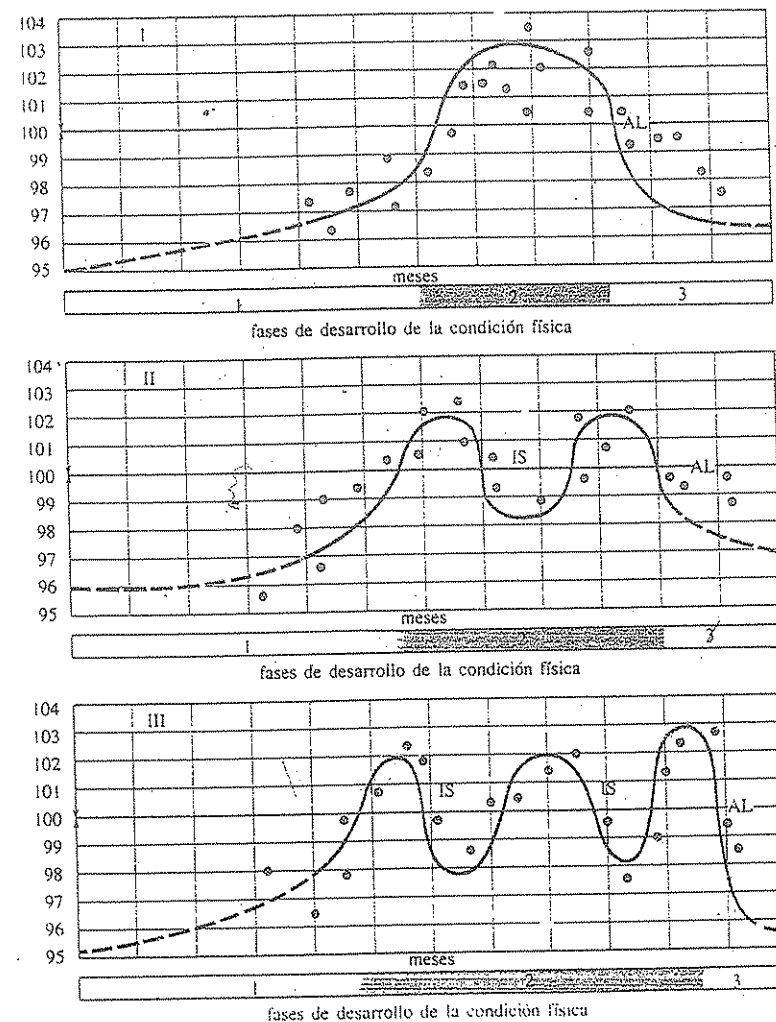 104
I
103
102
101
100
AL
99
98
97
96
95
meses
1 2 3
fases de desarrollo de la condición física
104
II
103
102
101
IS
100
AL
99
98
97
96
95
meses
1 3
fases de desarrollo de la condición física
104
III
103
102
101
IS IS
100
AL
99
98
97
96
95
meses
1 2 3
fases de desarrollo de la condición física